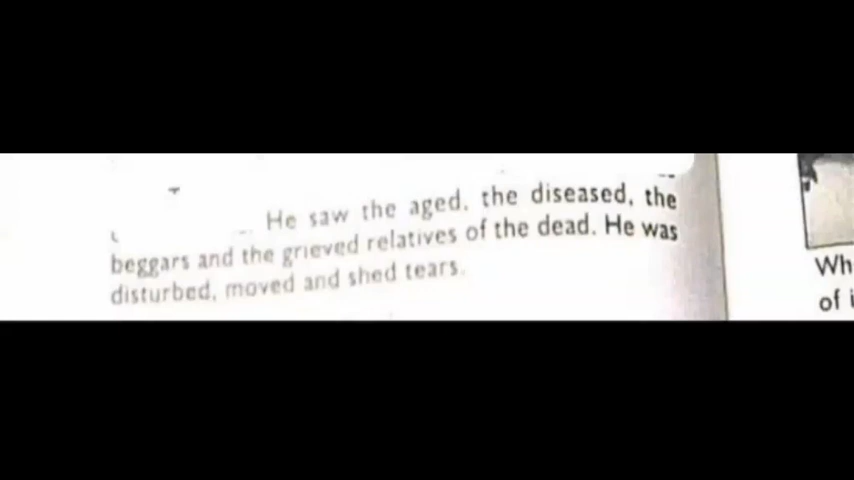 He saw the aged, the diseased, the
beggars and the grieved relatives of the dead. He was
disturbed, moved and shed tears.
Wh
of i